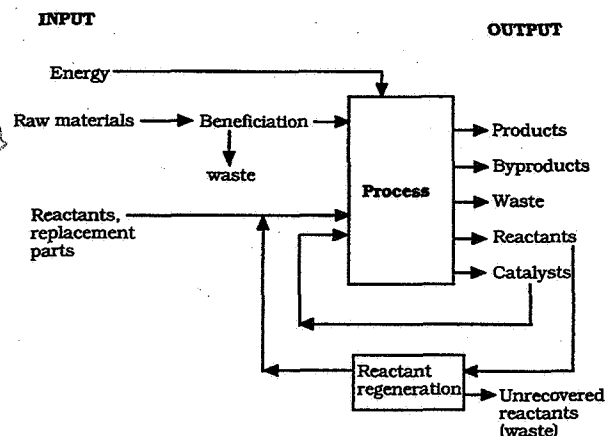 INPUT
OUTPUT
Energy
Raw materials
Beneficiation
waste
Process
Products
Byproducts
Waste
Reactants
Catalysts
Reactants,
replacement
parts
Reactant
regeneration
Unrecovered
reactants
(waste)